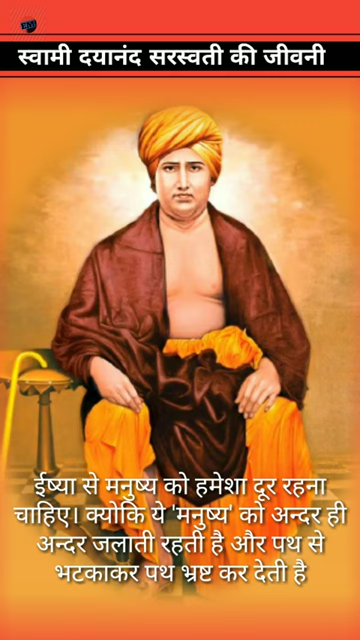 स्वामी दयानंद सरस्वती की जीवनी
ईष्या से मनुष्य को हमेशा दूर रहना
चाहिए। क्योकि ये 'मनुष्य' को अन्दर ही
अन्दर जलाती रहती है और पथ से
भटकाकर पथ भ्रष्ट कर देती है